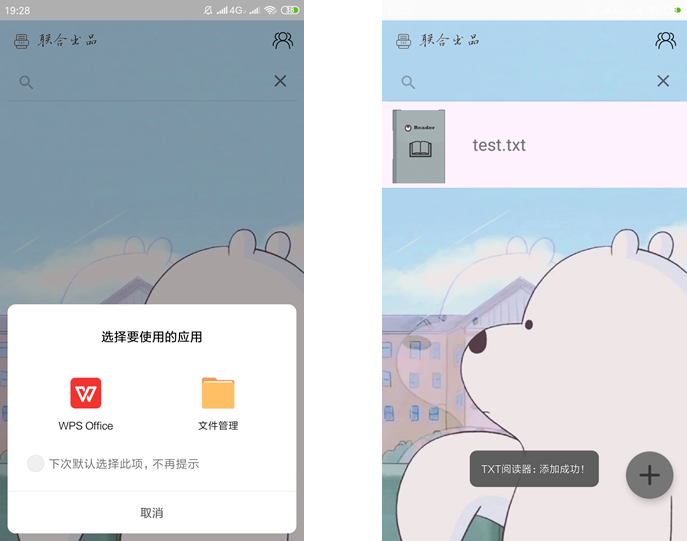 19:28
4G
联合出品
选择要使用的应用
WPS Office
文件管理
下次默认选择此项，不再提示
取消
联合出品
Reader
test.txt
TXT阅读器：添加成功！